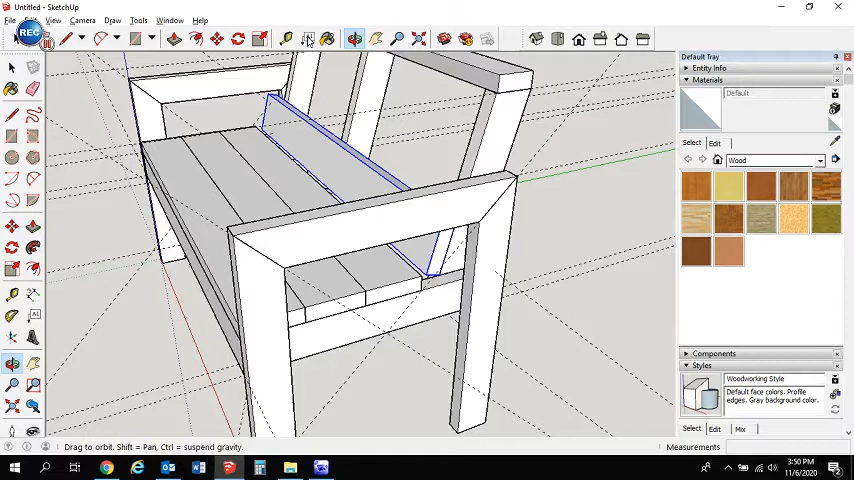 Untitled - SketchUp
Edit View Camera Draw Tools Window Help
REC
A1
Default Tray
Entity Info
Materials
Default
Select Edit
Wood
Components
Styles
Woodworking Style
Default face colors. Profile
edges. Gray background color.
Select Edit Mix
Drag to orbit. Shift = Pan, Ctrl = suspend gravity.
Measurements
3:50 PM
11/6/2020
2